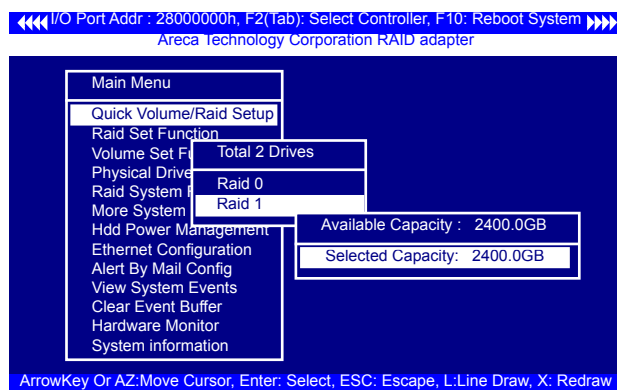 I/O Port Addr : 28000000h, F2(Tab): Select Controller, F10: Reboot System
Areca Technology Corporation RAID adapter
Main Menu
Quick Volume/Raid Setup
Raid Set Function
Volume Set Fu
Physical Drive
Raid System
More System
Hdd Power Management
Ethernet Configuration
Alert By Mail Config
View System Events
Clear Event Buffer
Hardware Monitor
System information
Total 2 Drives
Raid 0
Raid 1
Available Capacity : 2400.0GB
Selected Capacity: 2400.0GB
ArrowKey Or AZ:Move Cursor, Enter: Select, ESC: Escape, L:Line Draw, X: Redraw